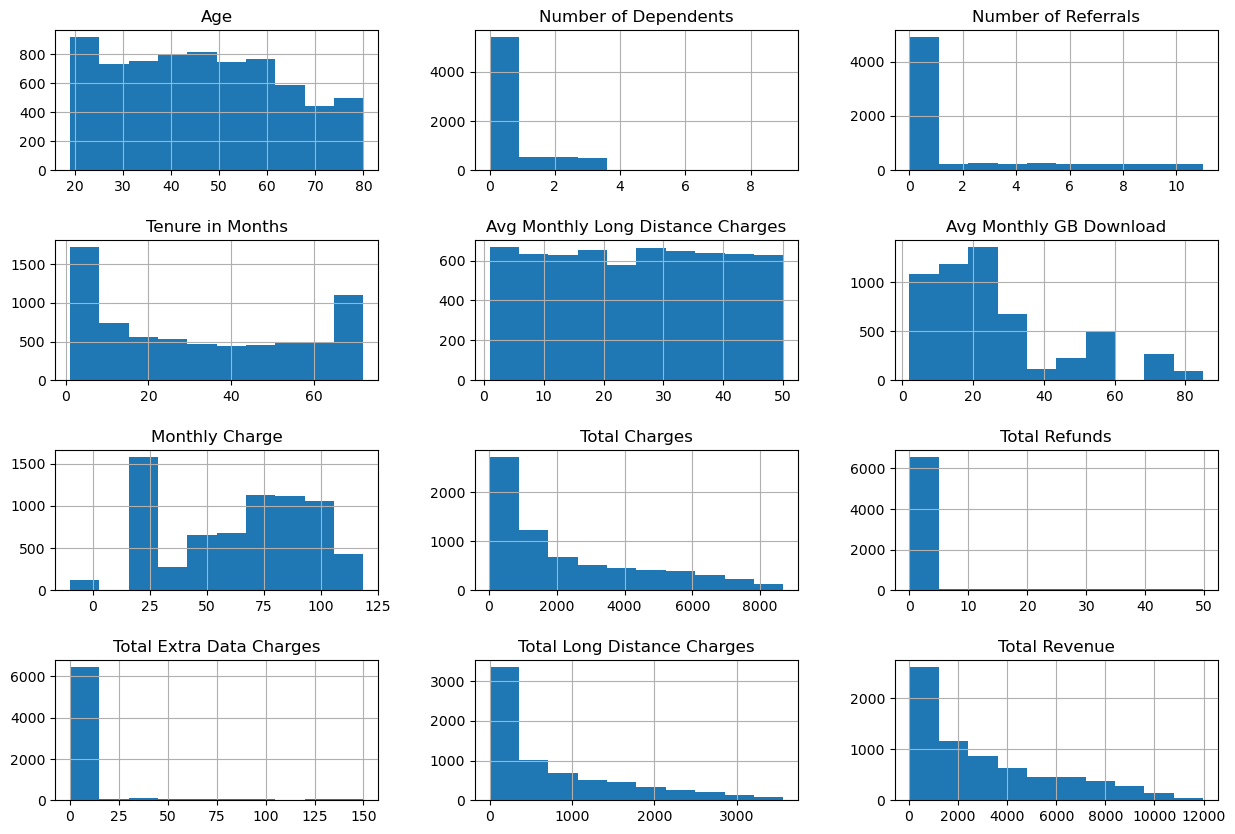 Age
800
600
400
200
0
20 30 40 50 60 70 80
Number of Dependents
4000
2000
0
0 2 4 6 8
Number of Referrals
4000
2000
0
0 2 4 6 8 10
Tenure in Months
1500
1000
500
0
0 20 40 60
Avg Monthly Long Distance Charges
600
400
200
0
0 10 20 30 40 50
Avg Monthly GB Download
1000
500
0
0 20 40 60 80
Monthly Charge
1500
1000
500
0
0 25 50 75 100 125
Total Charges
2000
1000
0
0 2000 4000 6000 8000
Total Refunds
6000
4000
2000
0
0 10 20 30 40 50
Total Extra Data Charges
6000
4000
2000
0
0 25 50 75 100 125 150
Total Long Distance Charges
3000
2000
1000
0
0 1000 2000 3000
Total Revenue
2000
1000
0
0 2000 4000 6000 8000 10000 12000